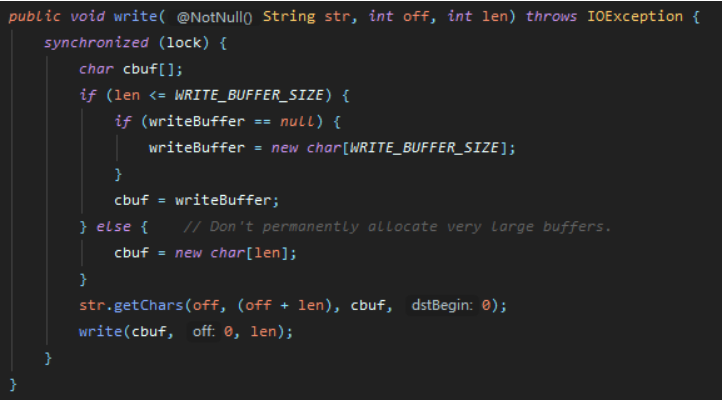 public void write( @NotNull() String str, int off, int len) throws IOException {
synchronized (lock) {
char cbuf[];
if (len <= WRITE_BUFFER_SIZE) {
if (writeBuffer == null) {
writeBuffer = new char[WRITE_BUFFER_SIZE];
}
cbuf = writeBuffer;
} else {    // Don't permanently allocate very large buffers.
cbuf = new char[len];
}
str.getChars(off, (off + len), cbuf, dstBegin: 0);
write(cbuf, off: 0, len);
}
}